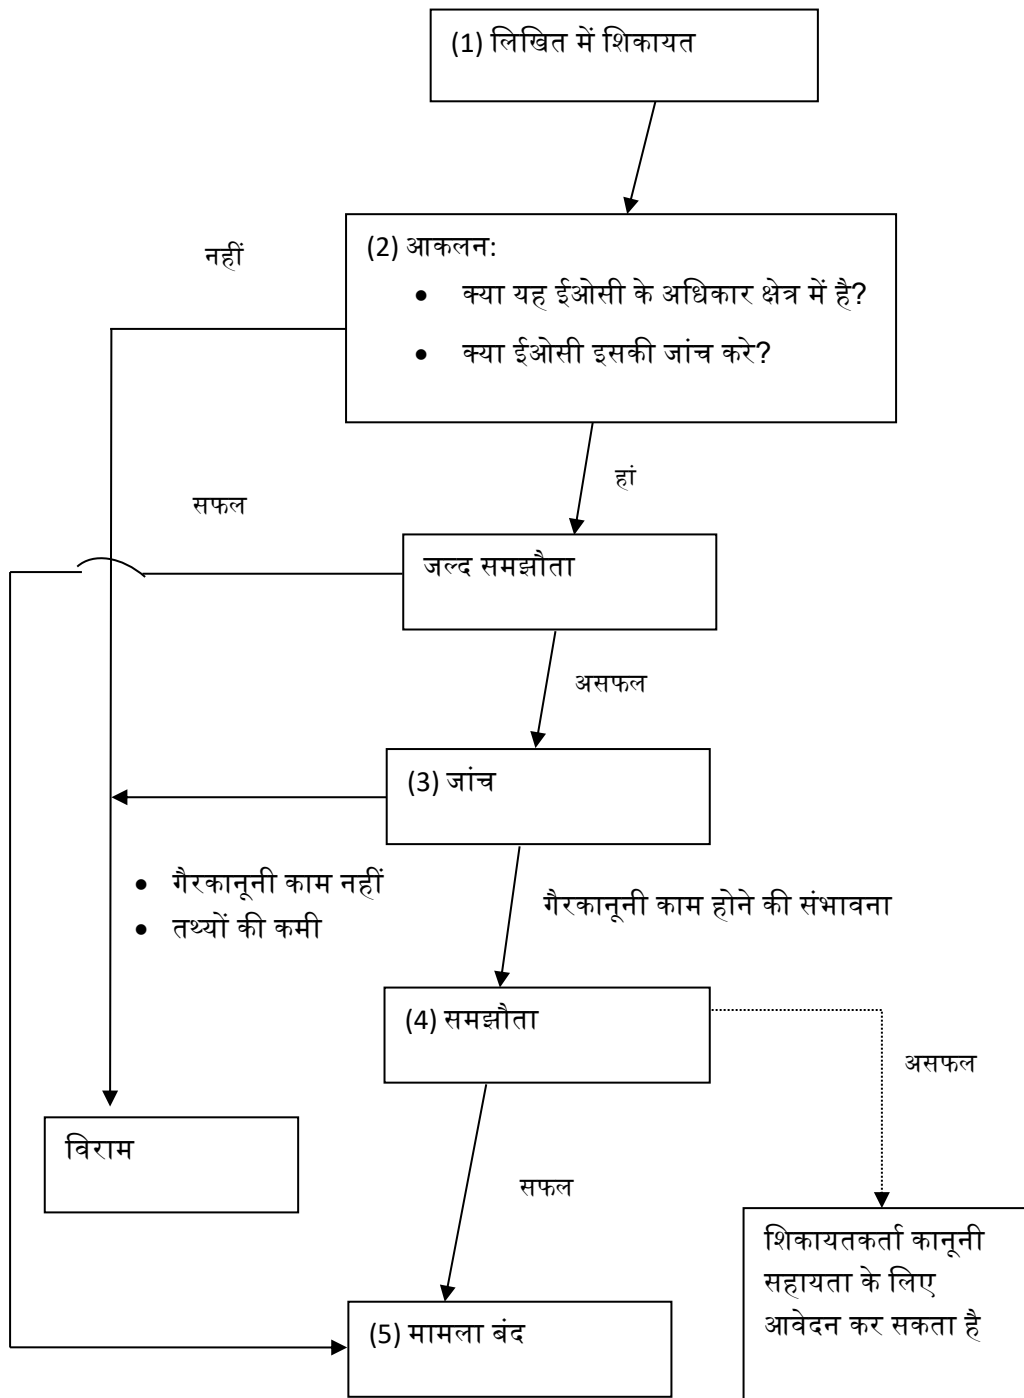 (1) लिखित में शिकायत
(2) आकलन:
नहीं
• क्या यह ईओसी के अधिकार क्षेत्र में है?
• क्या ईओसी इसकी जांच करे?
हां
सफल
जल्द समझौता
असफल
(3) जांच
• गैरकानूनी काम नहीं
• तथ्यों की कमी
गैरकानूनी काम होने की संभावना
(4) समझौता
असफल
विराम
सफल
शिकायतकर्ता कानूनी
सहायता के लिए
आवेदन कर सकता है
(5) मामला बंद